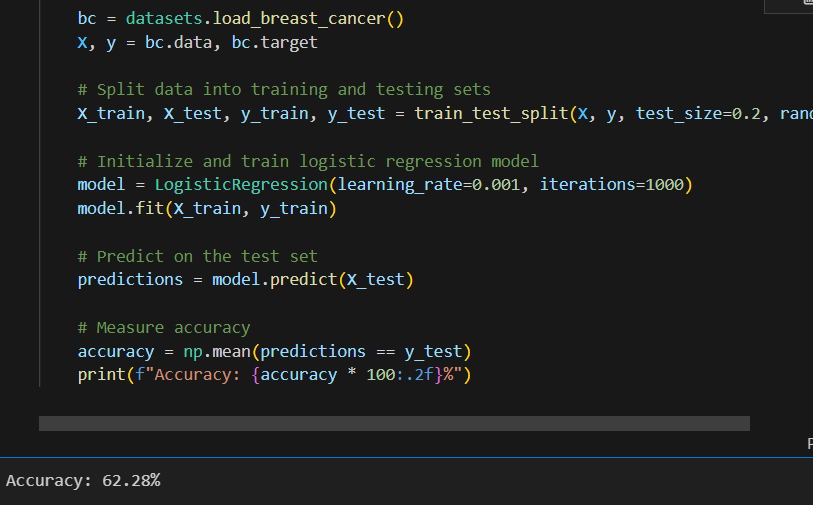 bc = datasets.load_breast_cancer()
X, y = bc.data, bc.target
# Split data into training and testing sets
X_train, X_test, y_train, y_test = train_test_split(X, y, test_size=0.2,
# Initialize and train logistic regression model
model = LogisticRegression(learning_rate=0.001, iterations=1000)
model.fit(X_train, y_train)
# Predict on the test set
predictions = model.predict(X_test)
# Measure accuracy
accuracy = np.mean(predictions == y_test)
print(f"Accuracy: {accuracy * 100:.2f}%")
Accuracy: 62.28%